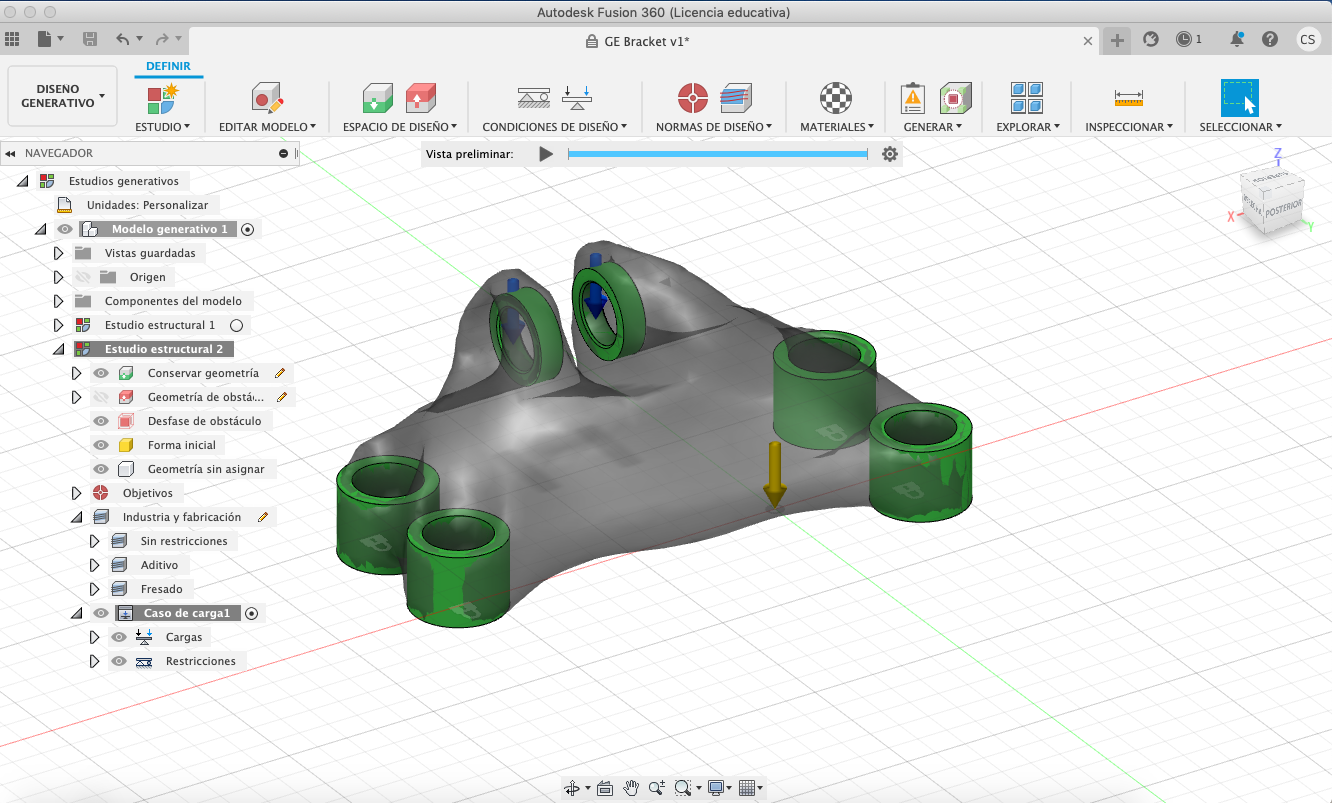 Autodesk Fusion 360 (Licencia educativa)
GE Bracket v1*
1
CS
DISEÑO
GENERATIVO
DEFINIR
ESTUDIO
EDITAR MODELO
ESPACIO DE DISEÑO
CONDICIONES DE DISEÑO
NORMAS DE DISEÑO
MATERIALES
GENERAR
EXPLORAR
INSPECCIONAR
SELECCIONAR
NAVEGADOR
Vista preliminar:
Estudios generativos
Unidades: Personalizar
Modelo generativo 1
Vistas guardadas
Origen
Componentes del modelo
Estudio estructural 1
Estudio estructural 2
Conservar geometría
Geometría de obstá...
Desfase de obstáculo
Forma inicial
Geometría sin asignar
Objetivos
Industria y fabricación
Sin restricciones
Aditivo
Fresado
Caso de carga1
Cargas
Restricciones
Z
SUPERIOR
POSTERIOR
X
Y